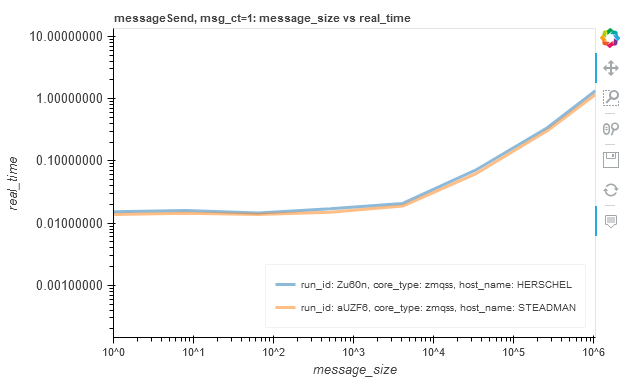 messageSend, msg_ct=1: message_size vs real_time
10.00000000
1.00000000
0.10000000
0.01000000
0.00100000
real_time
run_id: Zu60n, core_type: zmqss, host_name: HERSCHEL
run_id: aUZF6, core_type: zmqss, host_name: STEADMAN
10^0
10^1
10^2
10^3
10^4
10^5
10^6
message_size